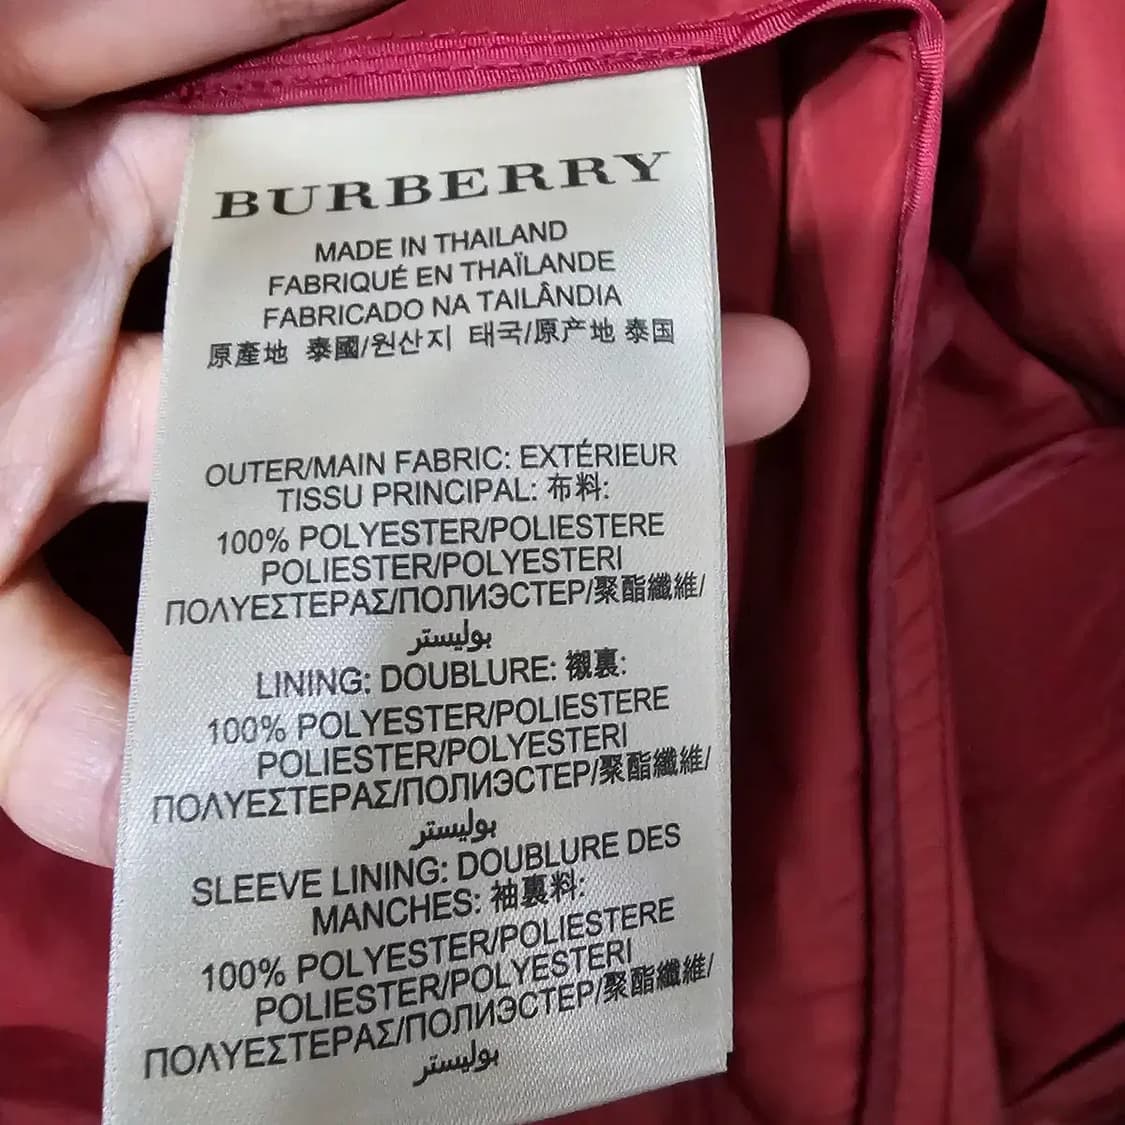 BURBERRY
MADE IN THAILAND
FABRIQUÉ EN THAÏLANDE
FABRICADO NA TAILÂNDIA
原產地 泰國/원산지 태국/原产地 泰国
OUTER/MAIN FABRIC: EXTÉRIEUR
TISSU PRINCIPAL: 布料:
100% POLYESTER/POLIESTERE
POLIESTER/POLYESTERI
ΠΟΛΥΕΣΤΕΡΑΣ/ПОЛИЭСТЕР/聚酯纖維/
بوليستر
LINING: DOUBLURE: 襯裏:
100% POLYESTER/POLIESTERE
POLIESTER/POLYESTERI
ΠΟΛΥΕΣΤΕΡΑΣ/ПОЛИЭСТЕР/聚酯纖維/
بوليستر
SLEEVE LINING: DOUBLURE DES
MANCHES: 袖裏料:
100% POLYESTER/POLIESTERE
POLIESTER/POLYESTERI
ΠΟΛΥΕΣΤΕΡΑΣ/ПОЛИЭСТЕР/聚酯纖維/
بوليستر